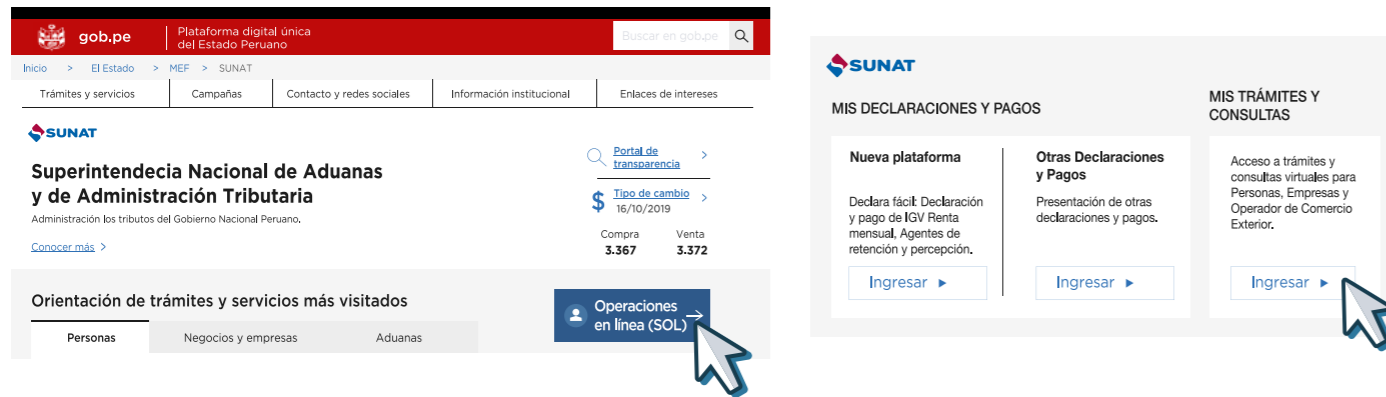 gob.pe
Plataforma digital única
del Estado Peruano
Buscar en gob.pe
Inicio > El Estado > MEF > SUNAT
Trámites y servicios
Campañas
Contacto y redes sociales
Información institucional
Enlaces de intereses
SUNAT
Superintendecia Nacional de Aduanas
y de Administración Tributaria
Administración los tributos del Gobierno Nacional Peruano.
Conocer más >
Portal de
transparencia >
$ Tipo de cambio >
16/10/2019
Compra Venta
3.367 3.372
Orientación de trámites y servicios más visitados
Operaciones
en línea (SOL)
Personas
Negocios y empresas
Aduanas
SUNAT
MIS DECLARACIONES Y PAGOS
Nueva plataforma
Declara fácil: Declaración
y pago de IGV Renta
mensual, Agentes de
retención y percepción.
Ingresar
Otras Declaraciones
y Pagos
Presentación de otras
declaraciones y pagos.
Ingresar
MIS TRÁMITES Y
CONSULTAS
Acceso a trámites y
consultas virtuales para
Personas, Empresas y
Operador de Comercio
Exterior.
Ingresar